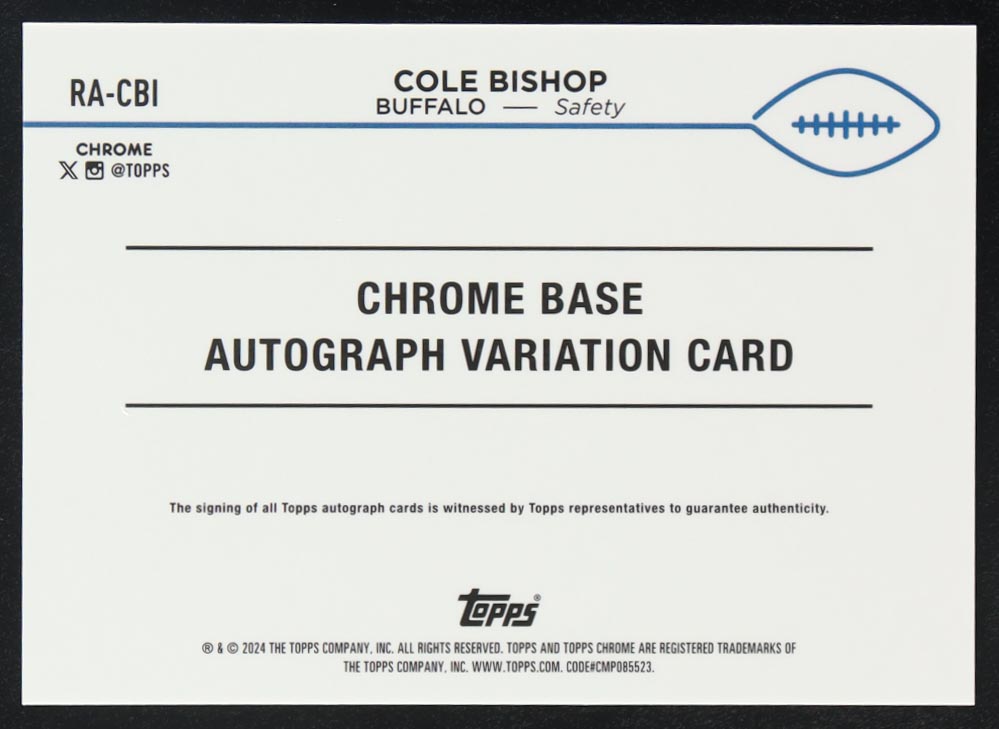 RA-CBI
COLE BISHOP
BUFFALO — Safety
CHROME
@TOPPS
CHROME BASE
AUTOGRAPH VARIATION CARD
The signing of all Topps autograph cards is witnessed by Topps representatives to guarantee authenticity.
Topps®
® & © 2024 THE TOPPS COMPANY, INC. ALL RIGHTS RESERVED. TOPPS AND TOPPS CHROME ARE REGISTERED TRADEMARKS OF
THE TOPPS COMPANY, INC. WWW.TOPPS.COM. CODE#CMP085523.